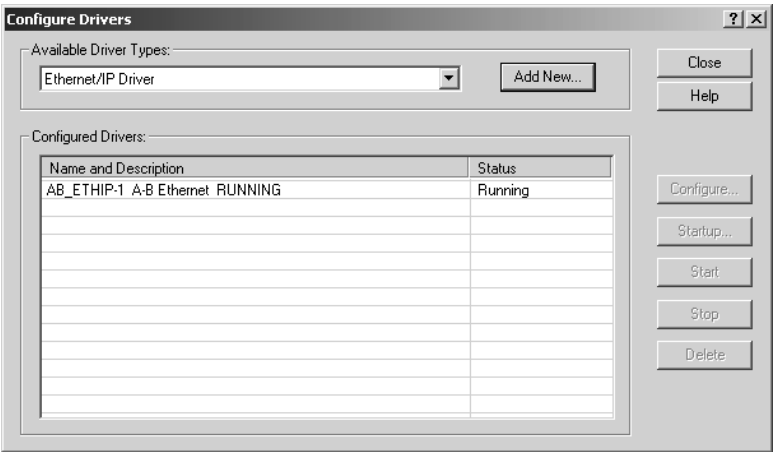 Configure Drivers
Available Driver Types:
Ethernet/IP Driver
Add New...
Close
Help
Configured Drivers:
Name and Description Status
AB_ETHIP-1 A-B Ethernet RUNNING Running
Configure...
Startup...
Start
Stop
Delete